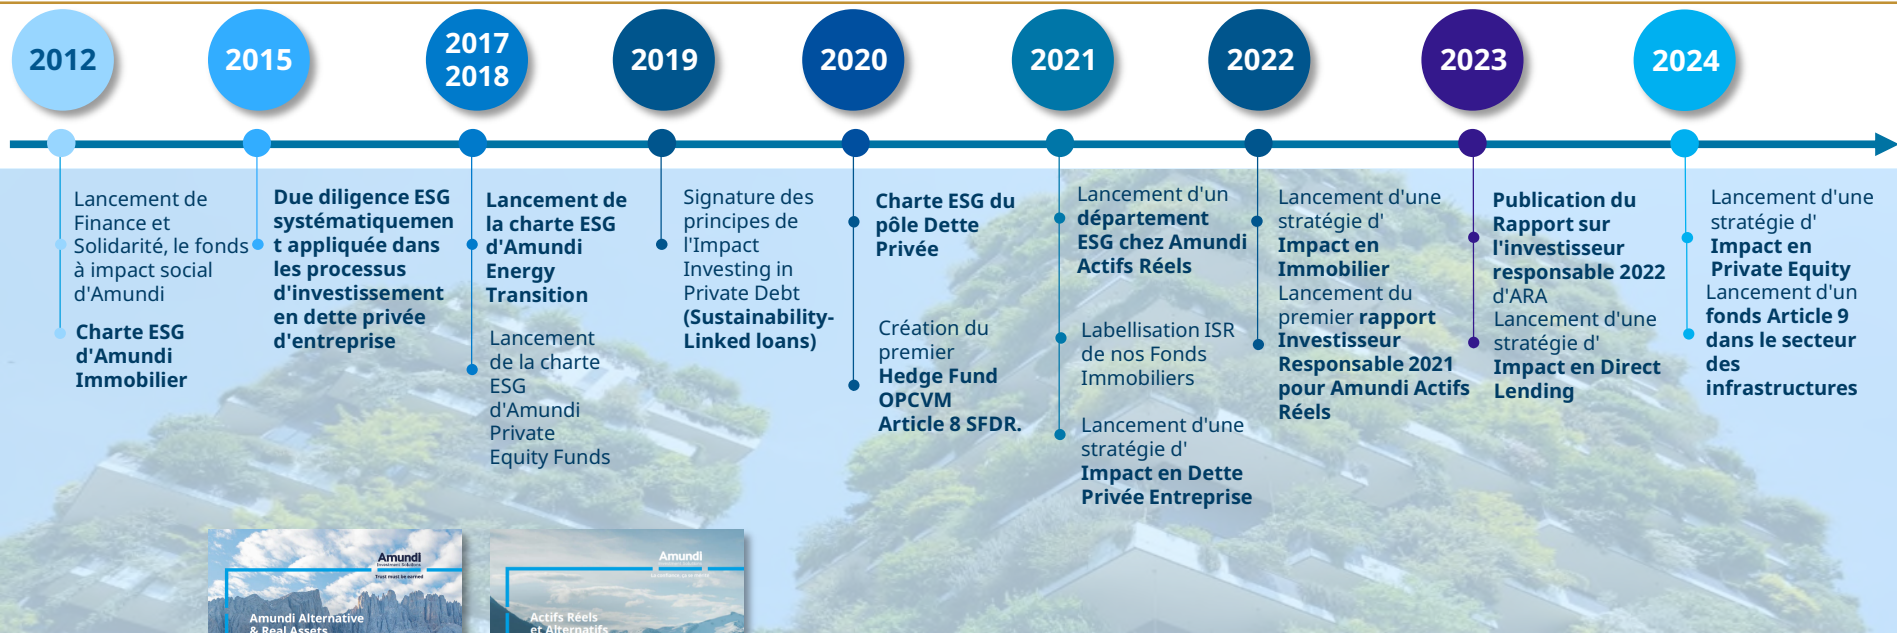 2012
2015
2017
2018
2019
2020
2021
2022
2023
2024
Lancement de
Finance et
Solidarité, le fonds
à impact social
d'Amundi
Charte ESG
d'Amundi
Immobilier
Due diligence ESG
systématiquemen
t appliquée dans
les processus
d'investissement
en dette privée
d'entreprise
Lancement de
la charte ESG
d'Amundi
Energy
Transition
Lancement
de la charte
ESG
d'Amundi
Private
Equity Funds
Signature des
principes de
l'Impact
Investing in
Private Debt
(Sustainability-
Linked loans)
Charte ESG du
pôle Dette
Privée
Création du
premier
Hedge Fund
OPCVM
Article 8 SFDR.
Lancement d'un
département
ESG chez Amundi
Actifs Réels
Labellisation ISR
de nos Fonds
Immobiliers
Lancement d'une
stratégie d'
Impact en Dette
Privée Entreprise
Lancement d'une
stratégie d'
Impact en
Immobilier
Lancement du
premier rapport
Investisseur
Responsable 2021
pour Amundi Actifs
Réels
Publication du
Rapport sur
l'investisseur
responsable 2022
d'ARA
Lancement d'une
stratégie d'
Impact en Direct
Lending
Lancement d'une
stratégie d'
Impact en
Private Equity
Lancement d'un
fonds Article 9
dans le secteur
des
infrastructures
Amundi
Investment Solutions
Trust must be earned
Amundi Alternative
& Real Assets
Amundi
Actifs Réels
et Alternatifs